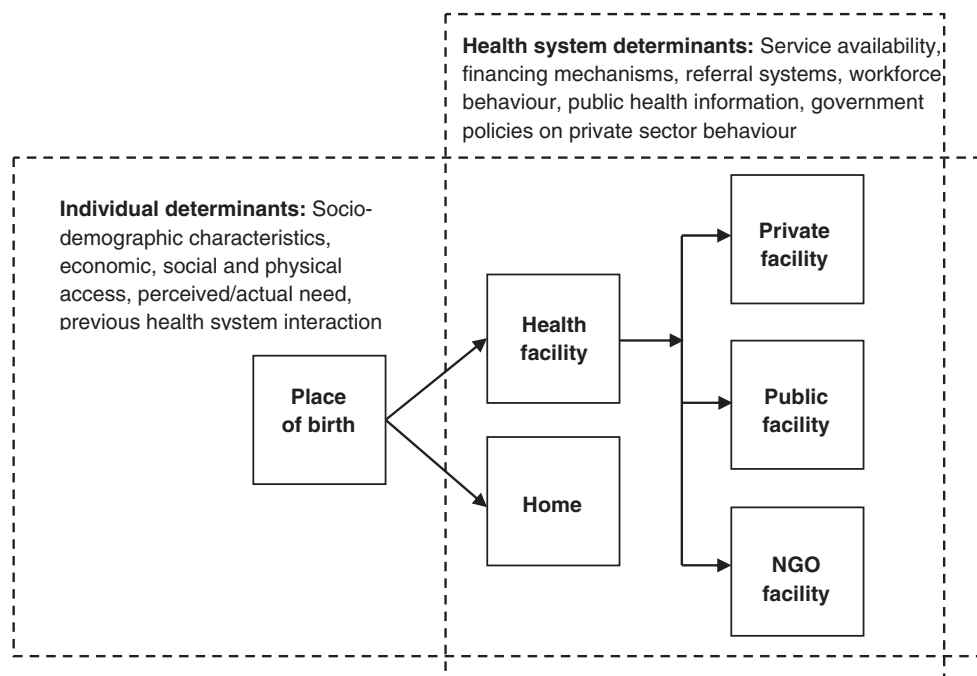 Health system determinants: Service availability,
financing mechanisms, referral systems, workforce
behaviour, public health information, government
policies on private sector behaviour
Individual determinants: Socio-
demographic characteristics,
economic, social and physical
access, perceived/actual need,
previous health system interaction
Place
of birth
Health
facility
Home
Private
facility
Public
facility
NGO
facility